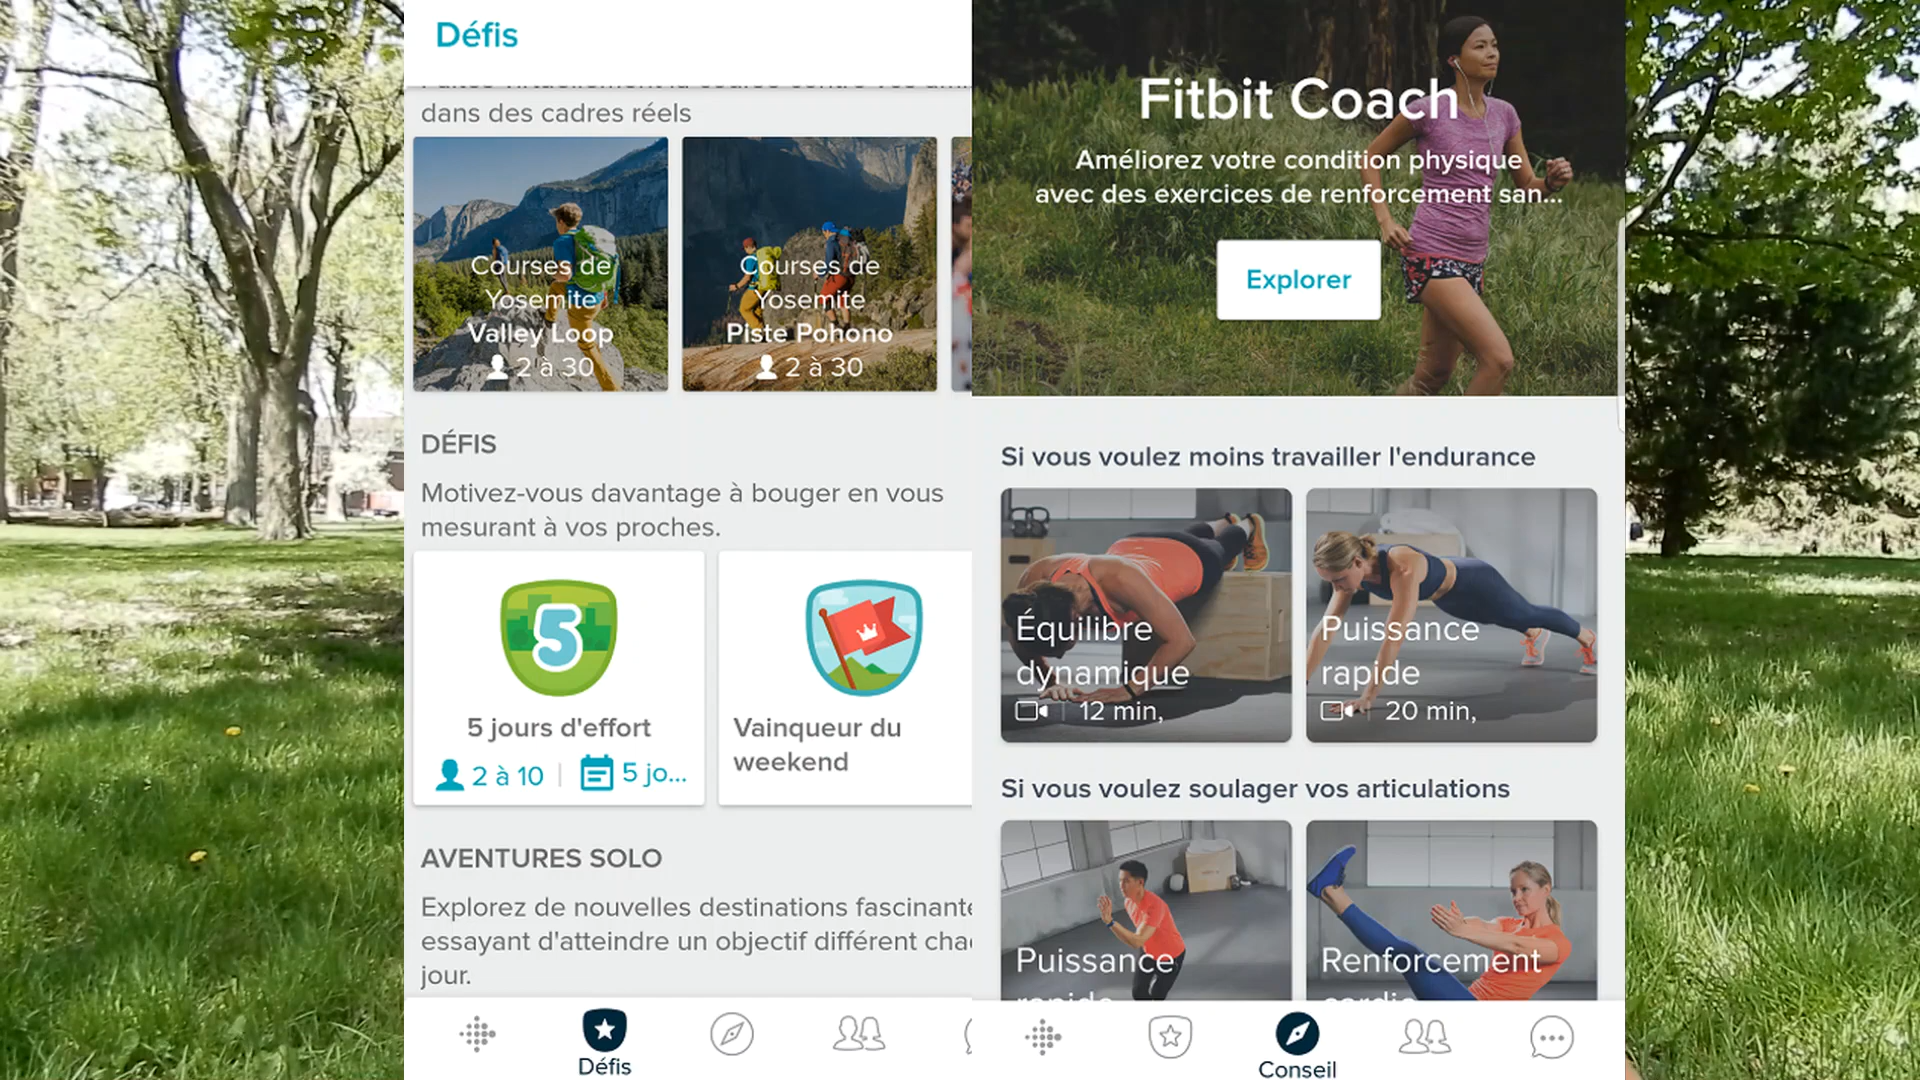 Défis
dans des cadres réels
Courses de
Yosemite
Valley Loop
2 à 30
Courses de
Yosemite
Piste Pohono
2 à 30
DÉFIS
Motivez-vous davantage à bouger en vous
mesurant à vos proches.
5
5 jours d'effort
2 à 10 | 5 jo...
Vainqueur du
weekend
AVENTURES SOLO
Explorez de nouvelles destinations fascinante
essayant d'atteindre un objectif différent cha
jour.
Défis
Fitbit Coach
Améliorez votre condition physique
avec des exercices de renforcement san...
Explorer
Si vous voulez moins travailler l'endurance
Équilibre
dynamique
12 min,
Puissance
rapide
20 min,
Si vous voulez soulager vos articulations
Puissance
Renforcement
Conseil